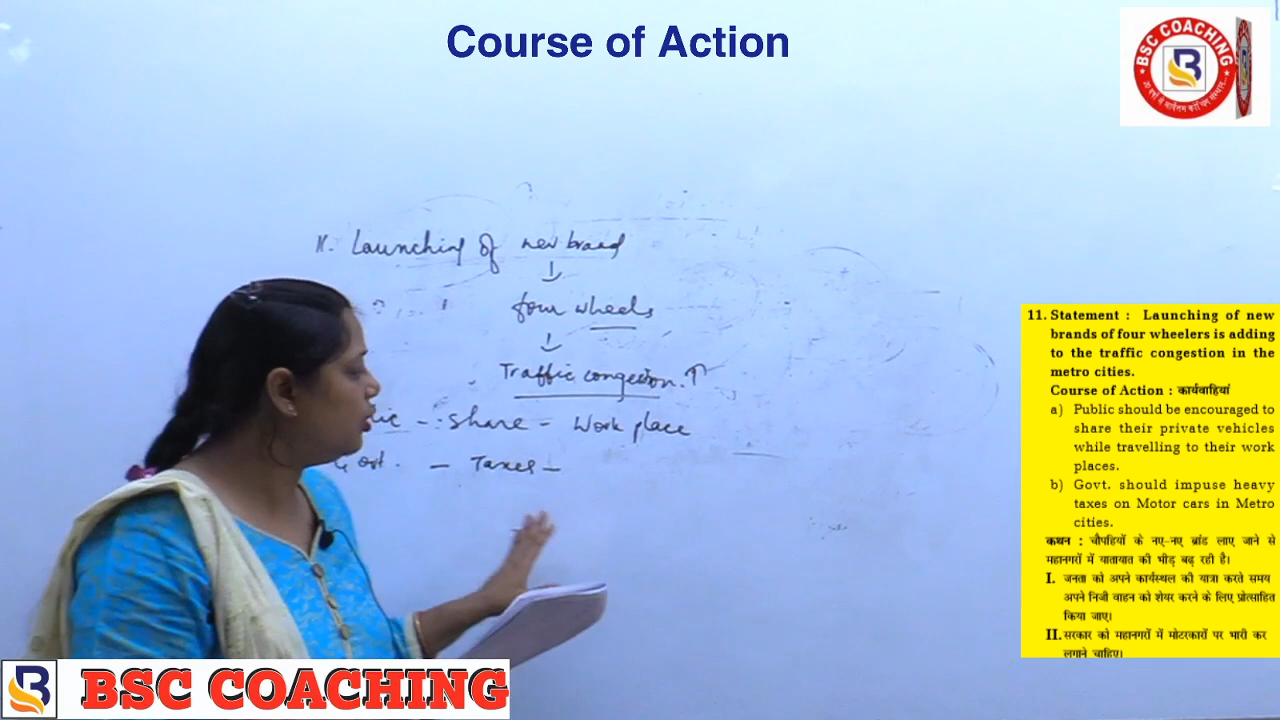 Course of Action
BSC COACHING
11. Launching of new brand
four wheels
Traffic congestion. ↑
- share - Work place
- Taxes -
11. Statement : Launching of new
brands of four wheelers is adding
to the traffic congestion in the
metro cities.
Course of Action : कार्यवाहियां
a) Public should be encouraged to
share their private vehicles
while travelling to their work
places.
b) Govt. should impuse heavy
taxes on Motor cars in Metro
cities.
कथन : चौपहियों के नए-नए ब्रांड लाए जाने से
महानगरों में यातायात की भीड़ बढ़ रही है।
I. जनता को अपने कार्यस्थल की यात्रा करते समय
अपने निजी वाहन को शेयर करने के लिए प्रोत्साहित
किया जाए।
II. सरकार को महानगरों में मोटरकारों पर भारी कर
लगाने चाहिए।
BSC COACHING